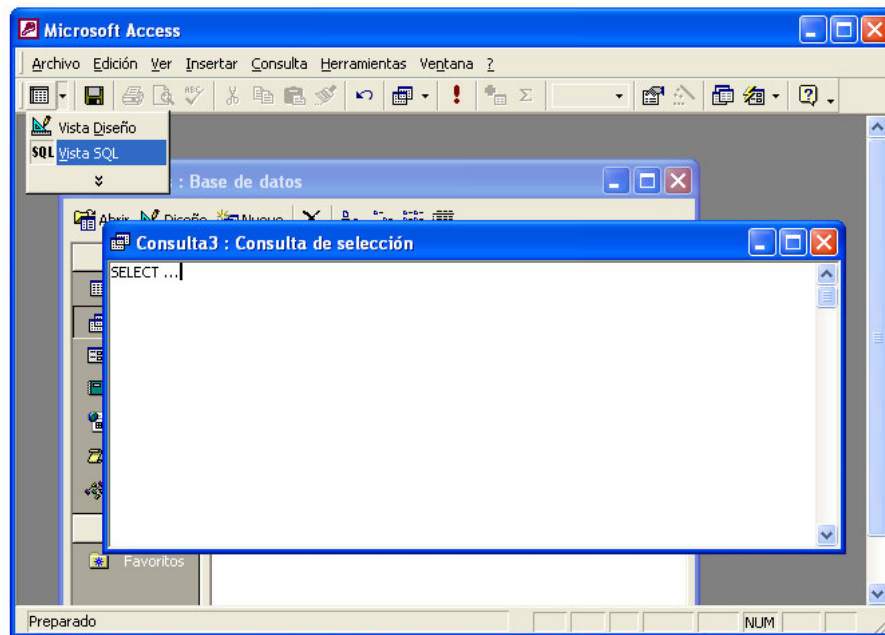 Microsoft Access
Archivo Edición Ver Insertar Consulta Herramientas Ventana ?
ABC
Vista Diseño
SQL Vista SQL
: Base de datos
Abrir Diseño Nuevo
Consulta3 : Consulta de selección
SELECT ...
Favoritos
Preparado NUM